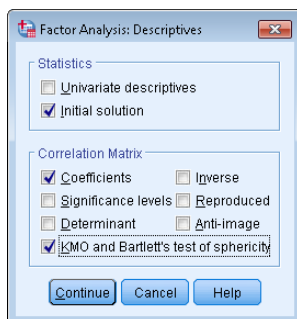 Factor Analysis: Descriptives
Statistics
Univariate descriptives
Initial solution
Correlation Matrix
Coefficients Inverse
Significance levels Reproduced
Determinant Anti-image
KMO and Bartlett's test of sphericity
Continue Cancel Help